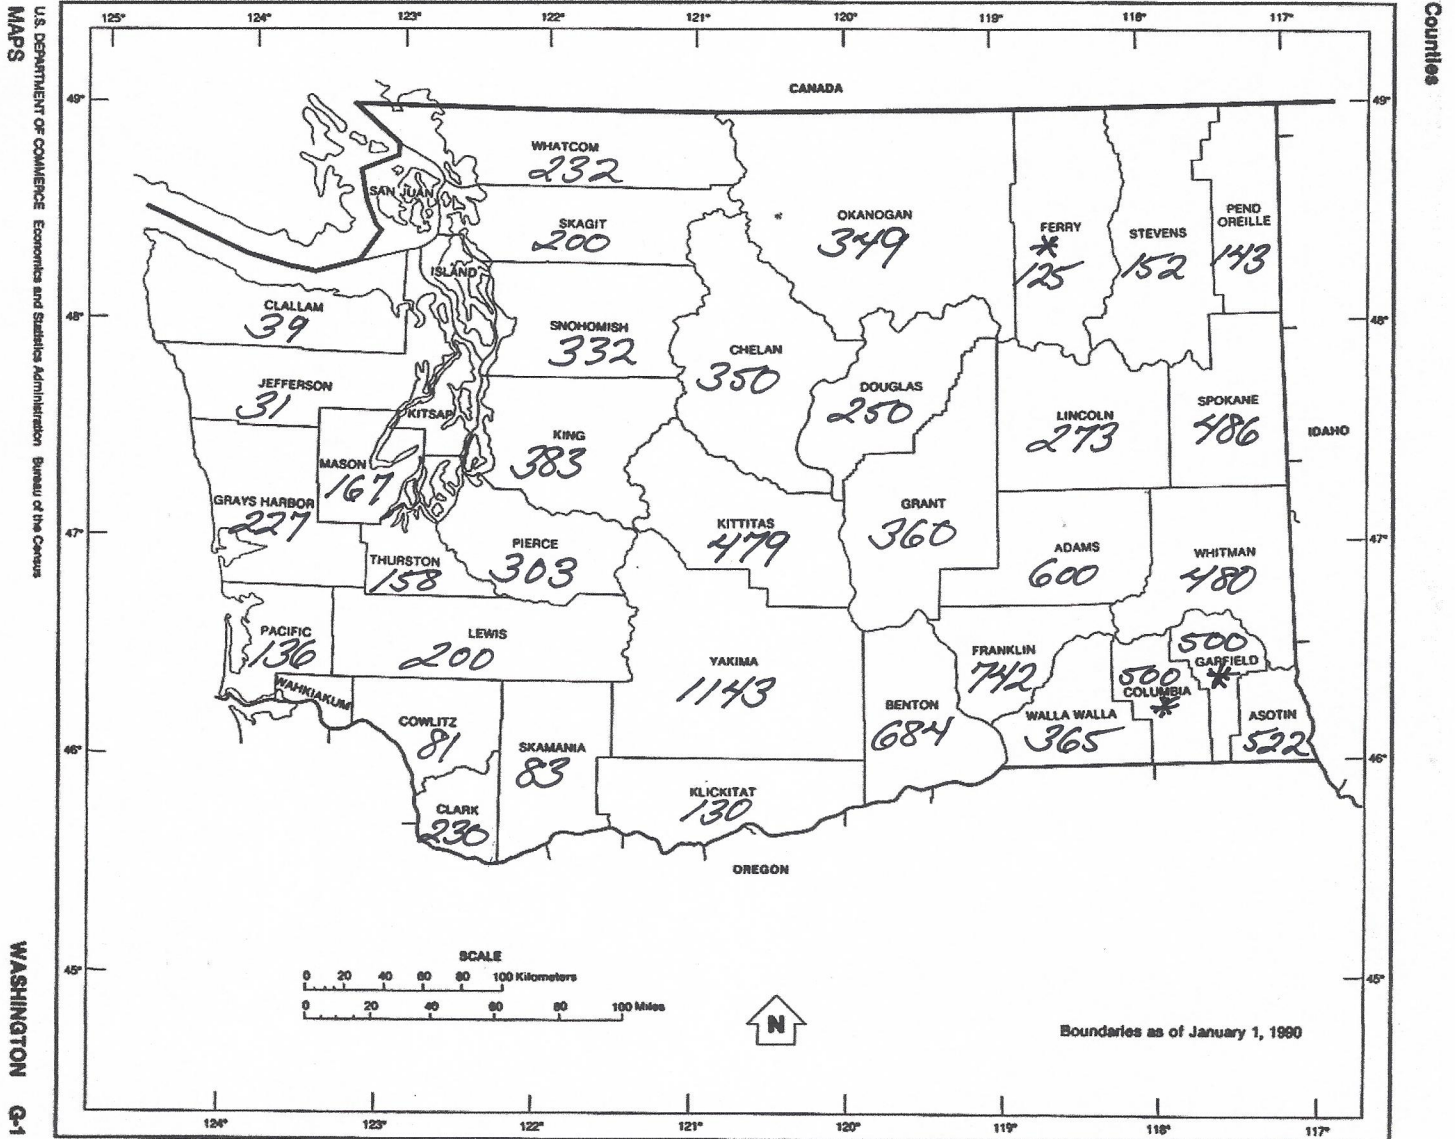 Counties
U.S. DEPARTMENT OF COMMERCE Economics and Statistics Administration Bureau of the Census
MAPS
WASHINGTON G-1
125° 124° 123° 122° 121° 120° 119° 118° 117°
49° 49°
CANADA
WHATCOM
232
SAN JUAN
SKAGIT
200
OKANOGAN
349
FERRY
*
125
STEVENS
152
PEND
OREILLE
143
ISLAND
CLALLAM
39
48° 48°
SNOHOMISH
332
CHELAN
350
JEFFERSON
31
DOUGLAS
250
KITSAP
LINCOLN
273
SPOKANE
486
IDAHO
KING
383
MASON
167
GRAYS HARBOR
227
GRANT
360
47° 47°
KITTITAS
479
PIERCE
303
THURSTON
158
ADAMS
600
WHITMAN
480
PACIFIC
136
LEWIS
200
YAKIMA
1143
FRANKLIN
742
500
GARFIELD
*
500
COLUMBIA
*
WAHKIAKUM
COWLITZ
81
BENTON
684
WALLA WALLA
365
ASOTIN
522
46° 46°
SKAMANIA
83
KLICKITAT
130
CLARK
230
OREGON
SCALE
0 20 40 60 80 100 Kilometers
0 20 40 60 80 100 Miles
45° 45°
N
Boundaries as of January 1, 1990
124° 123° 122° 121° 120° 119° 118° 117°